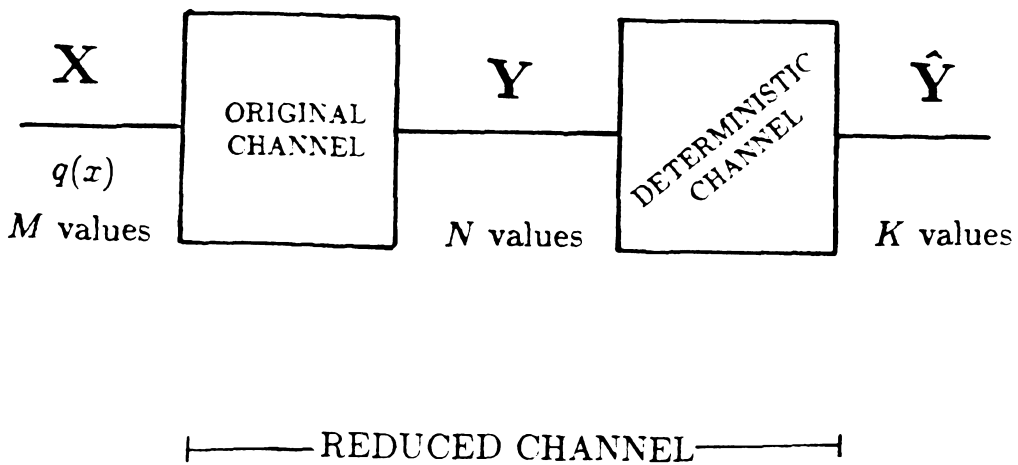 X
ORIGINAL
CHANNEL
Y
DETERMINISTIC
CHANNEL
Ŷ
q(x)
M values
N values
K values
REDUCED CHANNEL